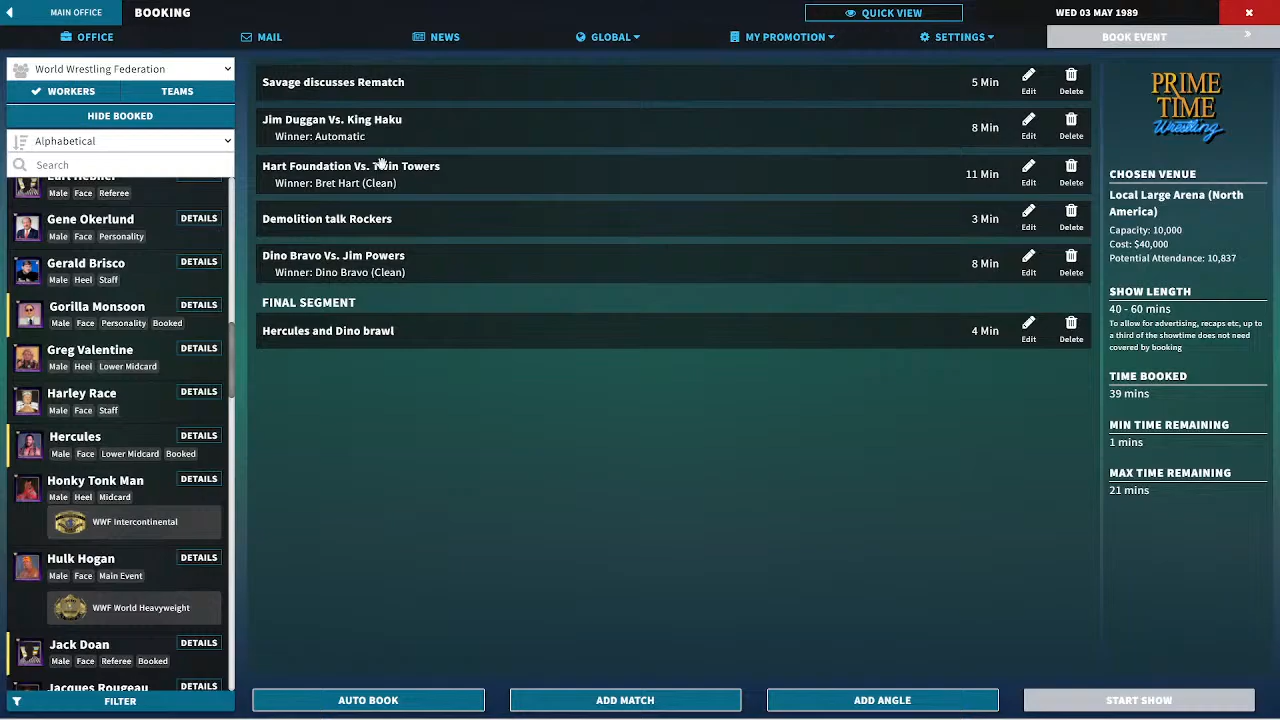 MAIN OFFICE
BOOKING
QUICK VIEW
WED 03 MAY 1989
OFFICE
MAIL
NEWS
GLOBAL
MY PROMOTION
SETTINGS
BOOK EVENT
World Wrestling Federation
WORKERS
TEAMS
HIDE BOOKED
Alphabetical
Search
Earl Hebner
Male Face Referee
Gene Okerlund DETAILS
Male Face Personality
Gerald Brisco DETAILS
Male Heel Staff
Gorilla Monsoon DETAILS
Male Face Personality Booked
Greg Valentine DETAILS
Male Heel Lower Midcard
Harley Race DETAILS
Male Face Staff
Hercules DETAILS
Male Face Lower Midcard Booked
Honky Tonk Man DETAILS
Male Heel Midcard
WWF Intercontinental
Hulk Hogan DETAILS
Male Face Main Event
WWF World Heavyweight
Jack Doan DETAILS
Male Face Referee Booked
Jacques Rougeau DETAILS
FILTER
Savage discusses Rematch 5 Min Edit Delete
Jim Duggan Vs. King Haku
Winner: Automatic 8 Min Edit Delete
Hart Foundation Vs. Twin Towers
Winner: Bret Hart (Clean) 11 Min Edit Delete
Demolition talk Rockers 3 Min Edit Delete
Dino Bravo Vs. Jim Powers
Winner: Dino Bravo (Clean) 8 Min Edit Delete
FINAL SEGMENT
Hercules and Dino brawl 4 Min Edit Delete
AUTO BOOK
ADD MATCH
ADD ANGLE
START SHOW
PRIME
TIME
Wrestling
CHOSEN VENUE
Local Large Arena (North
America)
Capacity: 10,000
Cost: $40,000
Potential Attendance: 10,837
SHOW LENGTH
40 - 60 mins
To allow for advertising, recaps etc, up to
a third of the showtime does not need
covered by booking
TIME BOOKED
39 mins
MIN TIME REMAINING
1 mins
MAX TIME REMAINING
21 mins